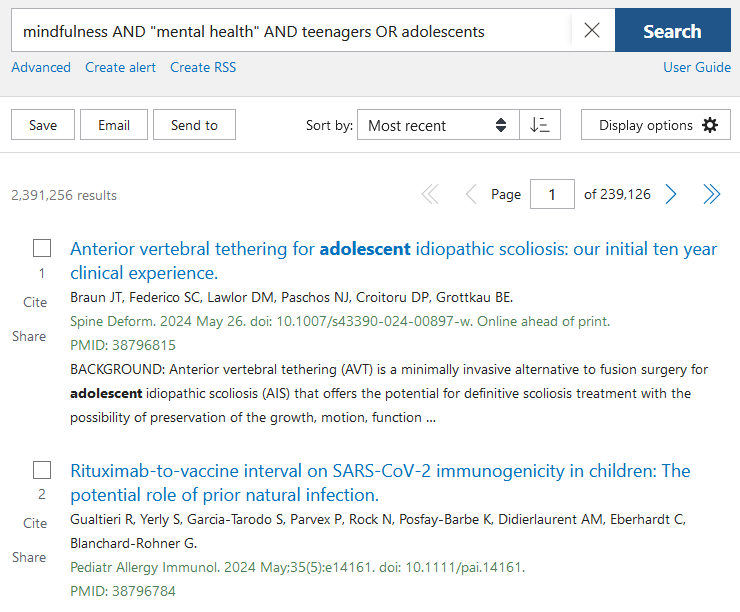 mindfulness AND "mental health" AND teenagers OR adolescents
Search
Advanced Create alert Create RSS User Guide
Save Email Send to Sort by: Most recent Display options
2,391,256 results Page 1 of 239,126
Anterior vertebral tethering for adolescent idiopathic scoliosis: our initial ten year
1 clinical experience.
Cite Braun JT, Federico SC, Lawlor DM, Paschos NJ, Croitoru DP, Grottkau BE.
Spine Deform. 2024 May 26. doi: 10.1007/s43390-024-00897-w. Online ahead of print.
Share PMID: 38796815
BACKGROUND: Anterior vertebral tethering (AVT) is a minimally invasive alternative to fusion surgery for
adolescent idiopathic scoliosis (AIS) that offers the potential for definitive scoliosis treatment with the
possibility of preservation of the growth, motion, function ...
Rituximab-to-vaccine interval on SARS-CoV-2 immunogenicity in children: The
2 potential role of prior natural infection.
Cite Gualtieri R, Yerly S, Garcia-Tarodo S, Parvex P, Rock N, Posfay-Barbe K, Didierlaurent AM, Eberhardt C,
Blanchard-Rohner G.
Share Pediatr Allergy Immunol. 2024 May;35(5):e14161. doi: 10.1111/pai.14161.
PMID: 38796784